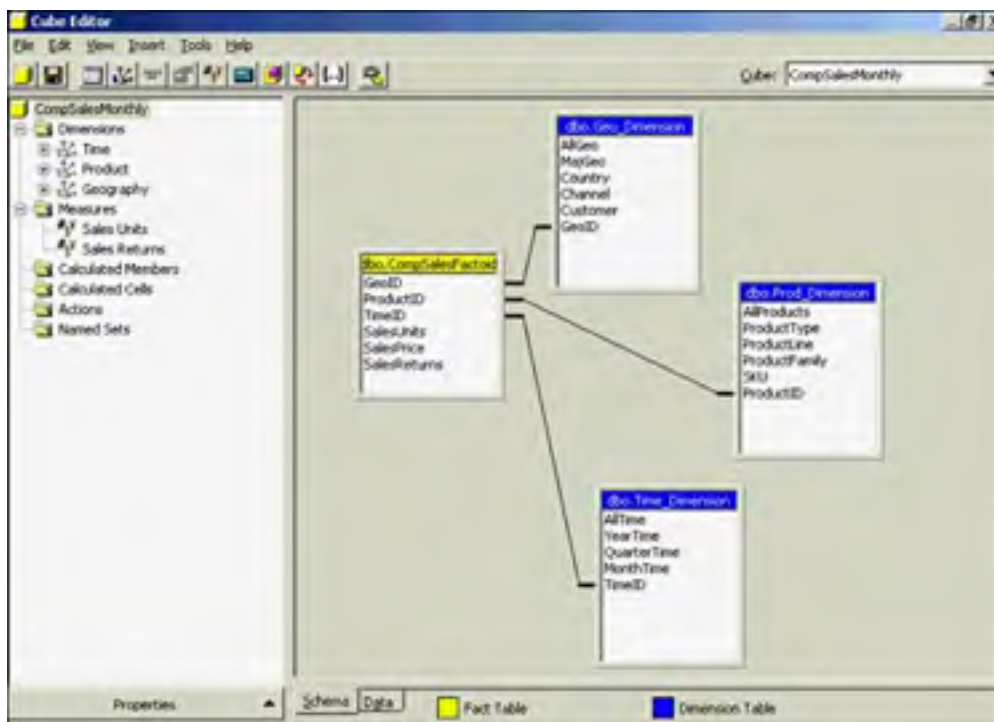 Cube Editor
File Edit View Insert Tools Help
Cube: CompSalesMonthly
CompSalesMonthly
Dimensions
Time
Product
Geography
Measures
Sales Units
Sales Returns
Calculated Members
Calculated Cells
Actions
Named Sets
dbo.Geo_Dimension
AllGeo
MajGeo
Country
Channel
Customer
GeoID
dbo.CompSalesFactoid
GeoID
ProductID
TimeID
SalesUnits
SalesPrice
SalesReturns
dbo.Prod_Dimension
AllProducts
ProductType
ProductLine
ProductFamily
SKU
ProductID
dbo.Time_Dimension
AllTime
YearTime
QuarterTime
MonthTime
TimeID
Properties
Schema Data
Fact Table
Dimension Table